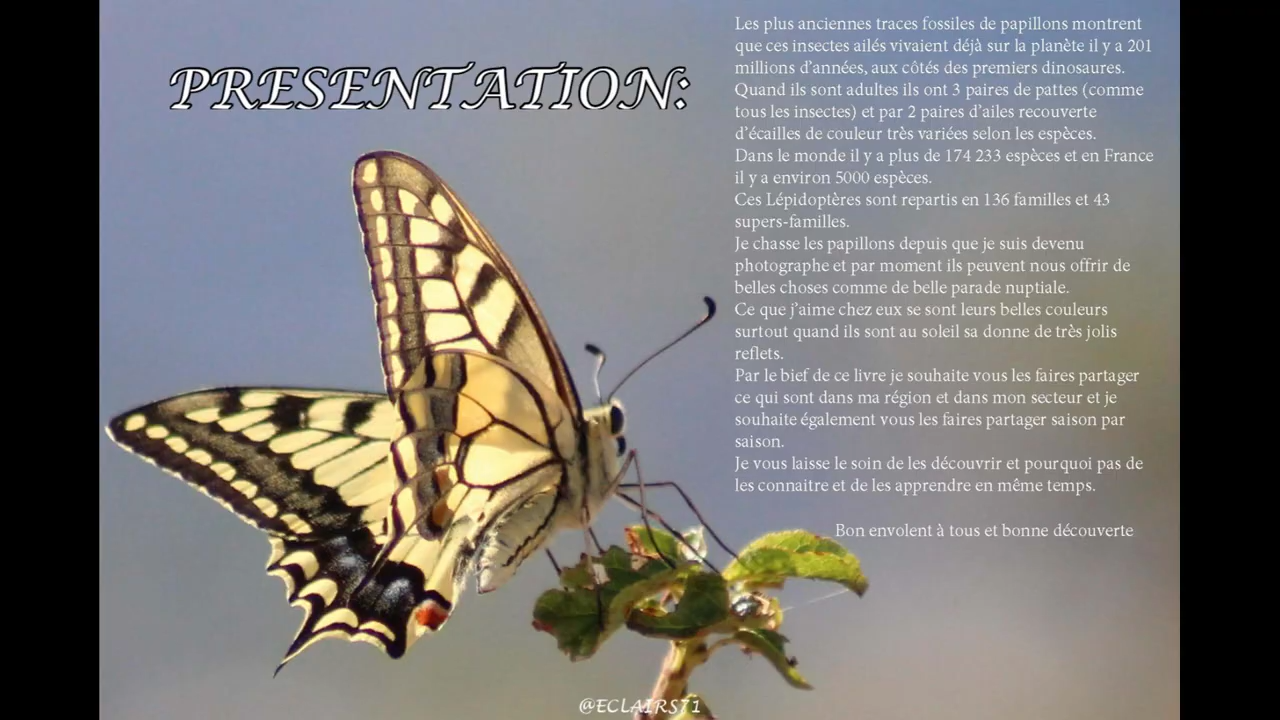 PRESENTATION:
Les plus anciennes traces fossiles de papillons montrent
que ces insectes ailés vivaient déjà sur la planète il y a 201
millions d'années, aux côtés des premiers dinosaures.
Quand ils sont adultes ils ont 3 paires de pattes (comme
tous les insectes) et par 2 paires d'ailes recouverte
d'écailles de couleur très variées selon les espèces.
Dans le monde il y a plus de 174 233 espèces et en France
il y a environ 5000 espèces.
Ces Lépidoptères sont repartis en 136 familles et 43
supers-familles.
Je chasse les papillons depuis que je suis devenu
photographe et par moment ils peuvent nous offrir de
belles choses comme de belle parade nuptiale.
Ce que j'aime chez eux se sont leurs belles couleurs
surtout quand ils sont au soleil sa donne de très jolis
reflets.
Par le bief de ce livre je souhaite vous les faires partager
ce qui sont dans ma région et dans mon secteur et je
souhaite également vous les faires partager saison par
saison.
Je vous laisse le soin de les découvrir et pourquoi pas de
les connaitre et de les apprendre en même temps.
Bon envolent à tous et bonne découverte
@ECLAIRS71